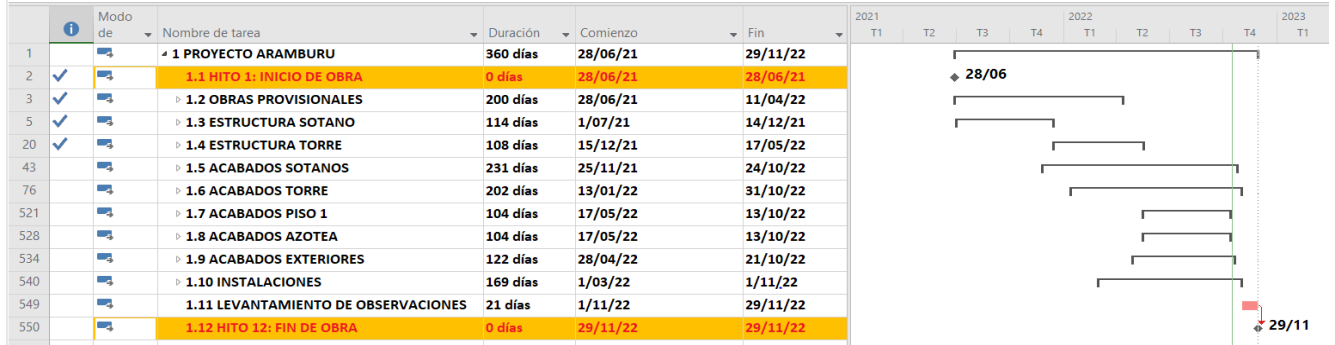 2021 2022 2023
Modo de Nombre de tarea Duración Comienzo Fin T1 T2 T3 T4 T1 T2 T3 T4 T1
1 1 PROYECTO ARAMBURU 360 días 28/06/21 29/11/22
2 1.1 HITO 1: INICIO DE OBRA 0 días 28/06/21 28/06/21 28/06
3 1.2 OBRAS PROVISIONALES 200 días 28/06/21 11/04/22
5 1.3 ESTRUCTURA SOTANO 114 días 1/07/21 14/12/21
20 1.4 ESTRUCTURA TORRE 108 días 15/12/21 17/05/22
43 1.5 ACABADOS SOTANOS 231 días 25/11/21 24/10/22
76 1.6 ACABADOS TORRE 202 días 13/01/22 31/10/22
521 1.7 ACABADOS PISO 1 104 días 17/05/22 13/10/22
528 1.8 ACABADOS AZOTEA 104 días 17/05/22 13/10/22
534 1.9 ACABADOS EXTERIORES 122 días 28/04/22 21/10/22
540 1.10 INSTALACIONES 169 días 1/03/22 1/11/22
549 1.11 LEVANTAMIENTO DE OBSERVACIONES 21 días 1/11/22 29/11/22
550 1.12 HITO 12: FIN DE OBRA 0 días 29/11/22 29/11/22 29/11